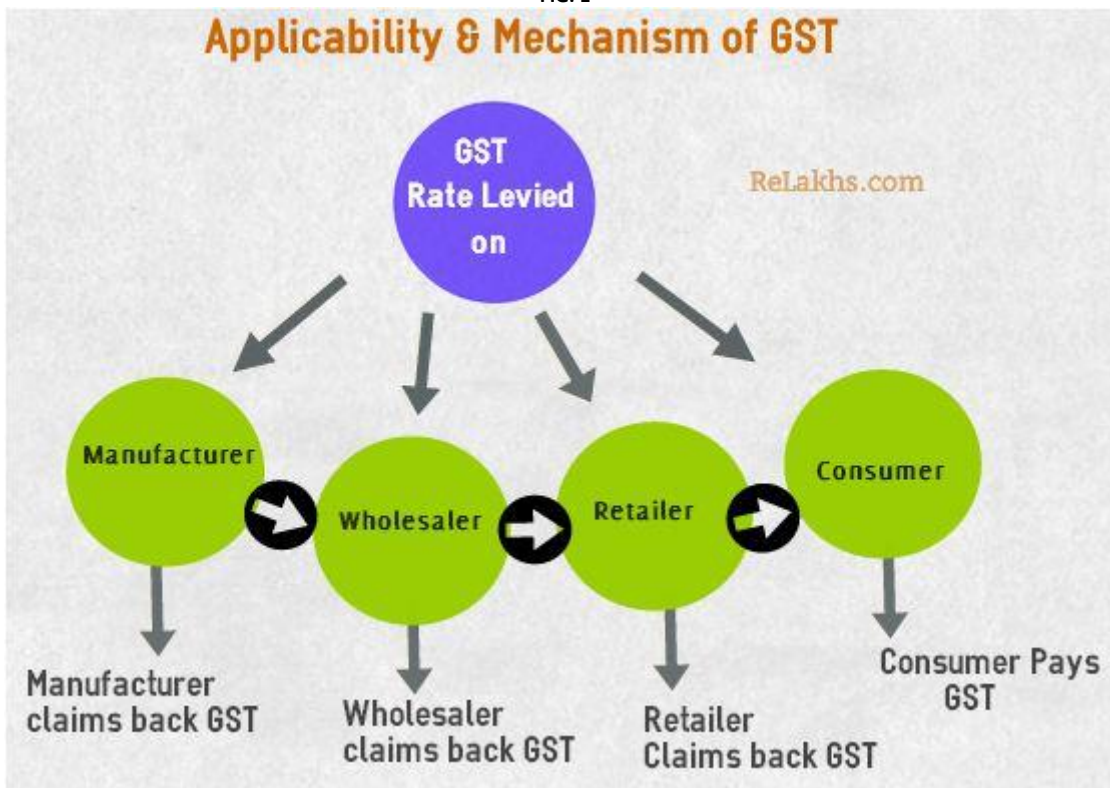 Applicability & Mechanism of GST
GST
Rate Levied
on
ReLakhs.com
Manufacturer
Wholesaler
Retailer
Consumer
Manufacturer
claims back GST
Wholesaler
claims back GST
Retailer
Claims back GST
Consumer Pays
GST